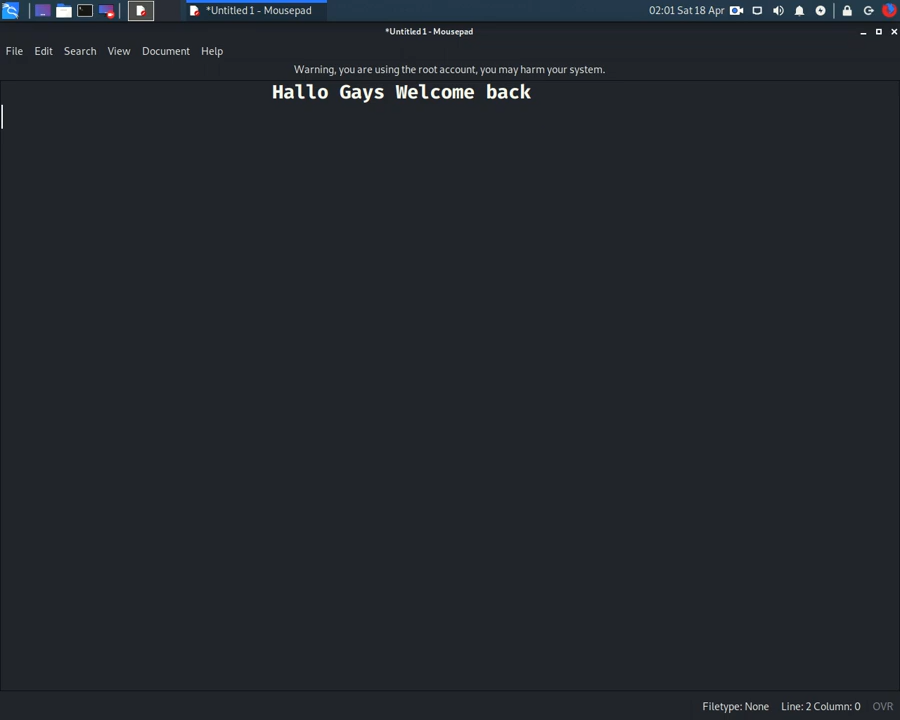 *Untitled 1 - Mousepad
02:01 Sat 18 Apr
*Untitled 1 - Mousepad
File Edit Search View Document Help
Warning, you are using the root account, you may harm your system.
Hallo Gays Welcome back
Filetype: None Line: 2 Column: 0 OVR